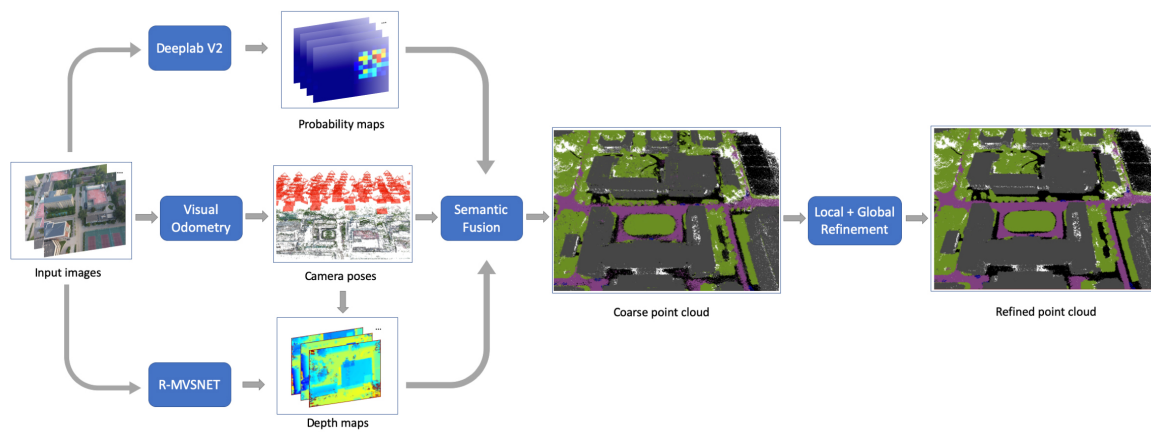 Deeplab V2
Probability maps
Input images
Visual
Odometry
Camera poses
Semantic
Fusion
Coarse point cloud
Local + Global
Refinement
Refined point cloud
R-MVSNET
Depth maps